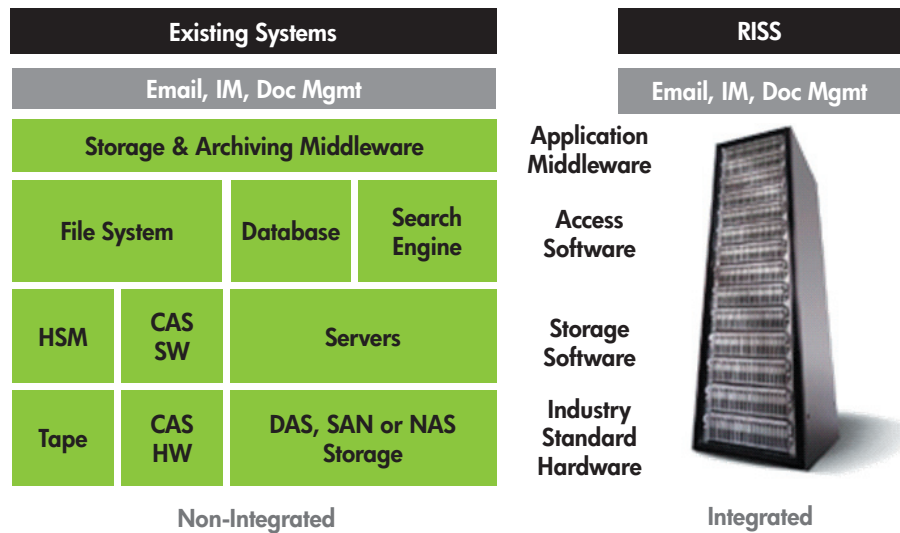 Existing Systems
RISS
Email, IM, Doc Mgmt
Email, IM, Doc Mgmt
Storage & Archiving Middleware
Application
Middleware
File System
Database
Search
Engine
Access
Software
HSM
CAS
SW
Servers
Storage
Software
Tape
CAS
HW
DAS, SAN or NAS
Storage
Industry
Standard
Hardware
Non-Integrated
Integrated